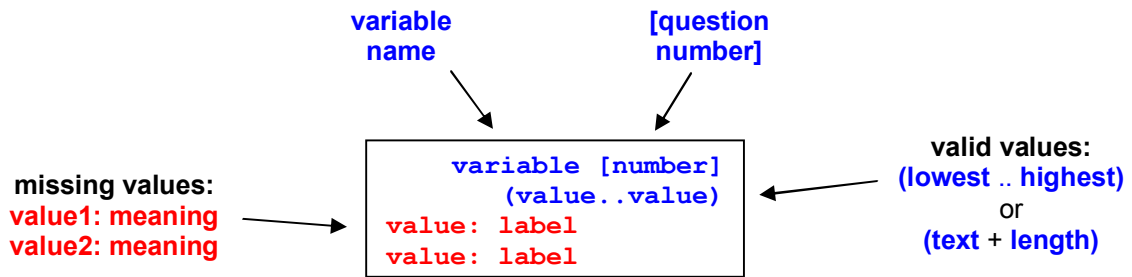 variable
name
[question
number]
variable [number]
(value..value)
value: label
value: label
missing values:
value1: meaning
value2: meaning
valid values:
(lowest .. highest)
or
(text + length)